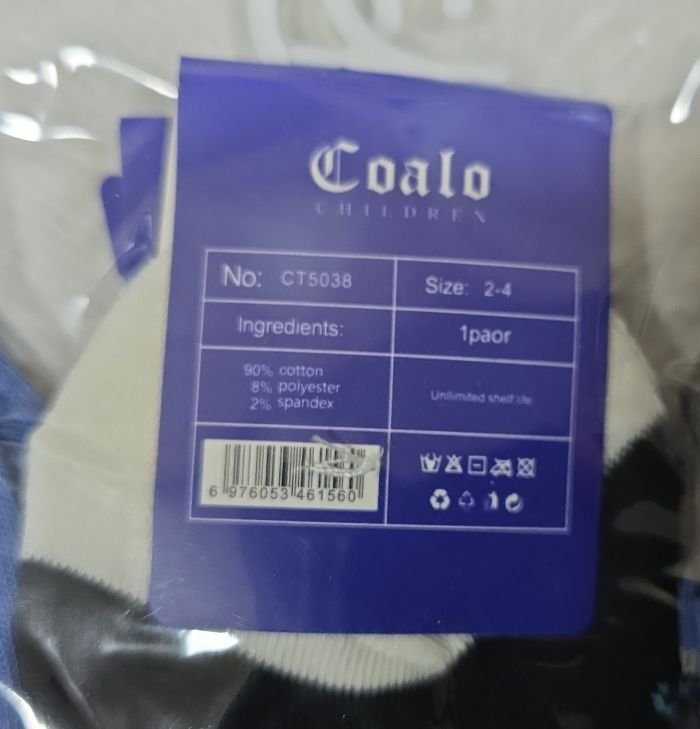 Coalo
CHILDREN
No: CT5038
Size: 2-4
Ingredients:
1paor
90% cotton
8% polyester
2% spandex
Unlimited shelf life
6 976053 461560